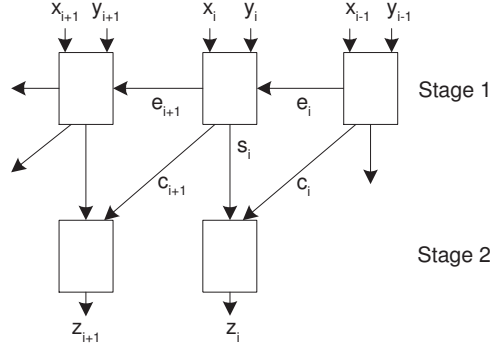 x_{i+1} y_{i+1} x_i y_i x_{i-1} y_{i-1}
Stage 1
e_{i+1} e_i
s_i
c_{i+1} c_i
Stage 2
z_{i+1} z_i